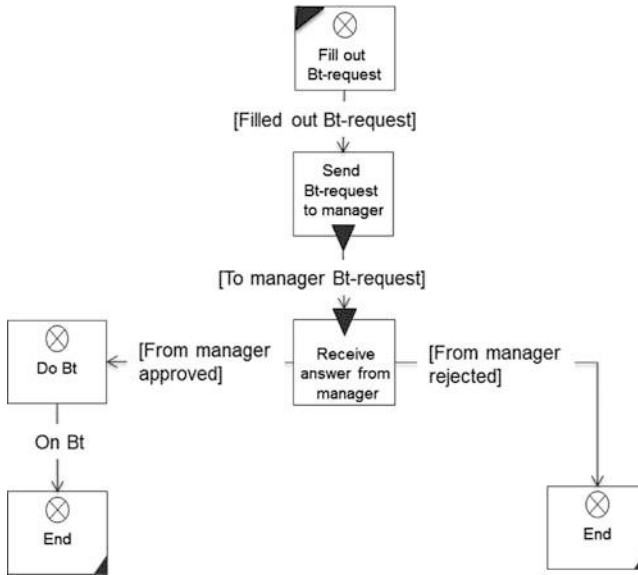 Fill out
Bt-request
[Filled out Bt-request]
Send
Bt-request
to manager
[To manager Bt-request]
Do Bt
[From manager
approved]
Receive
answer from
manager
[From manager
rejected]
On Bt
End
End